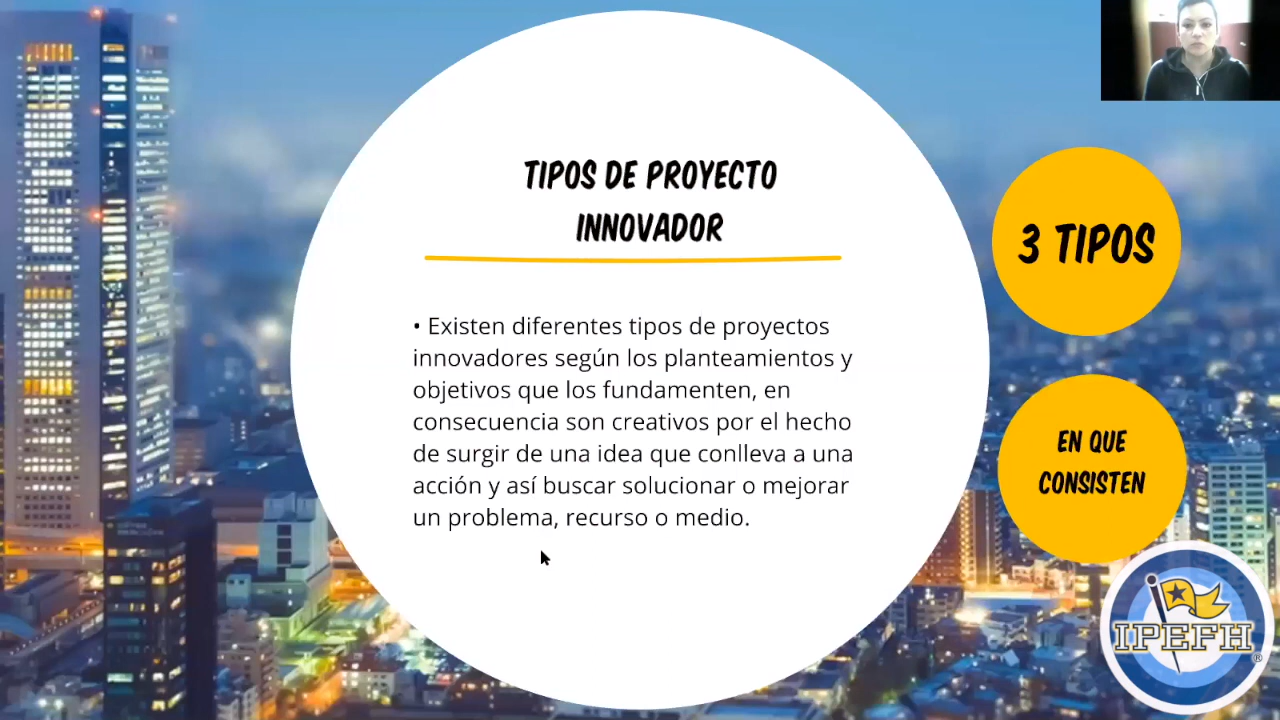 TIPOS DE PROYECTO
INNOVADOR
• Existen diferentes tipos de proyectos
innovadores según los planteamientos y
objetivos que los fundamenten, en
consecuencia son creativos por el hecho
de surgir de una idea que conlleva a una
acción y así buscar solucionar o mejorar
un problema, recurso o medio.
3 TIPOS
EN QUE
CONSISTEN
IPEFH
®